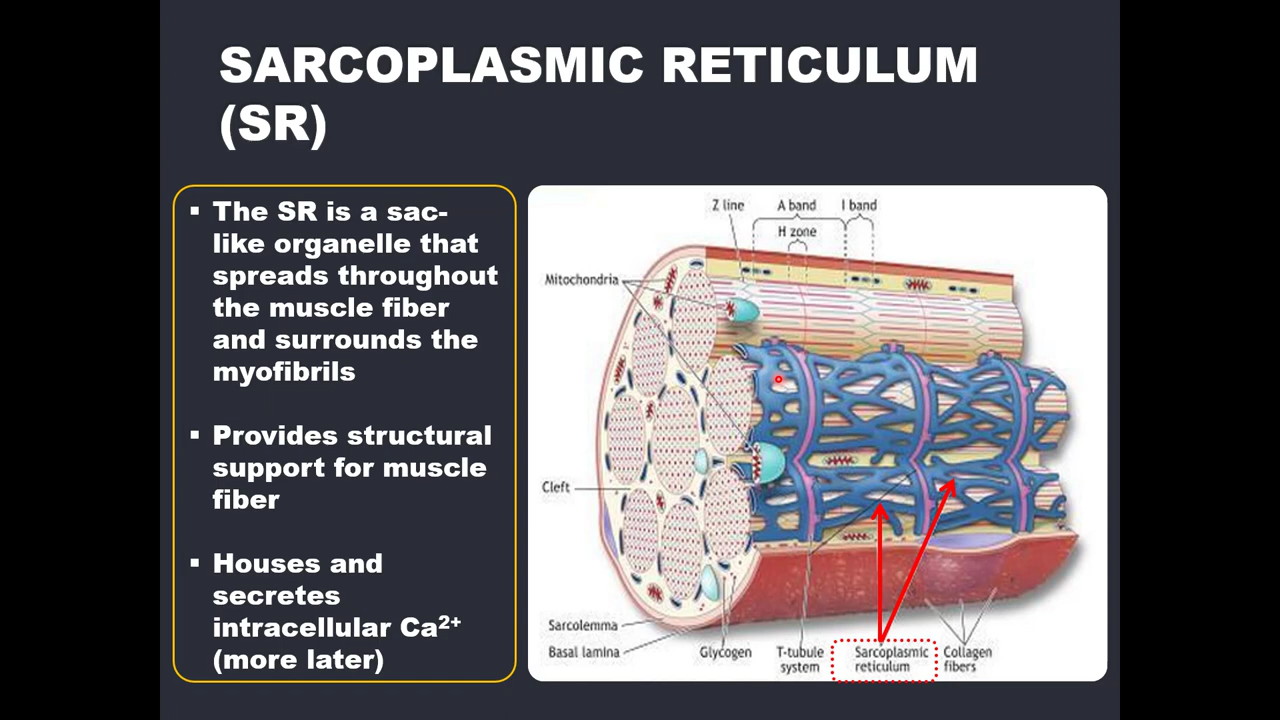 SARCOPLASMIC RETICULUM
(SR)
▪ The SR is a sac-
like organelle that
spreads throughout
the muscle fiber
and surrounds the
myofibrils
▪ Provides structural
support for muscle
fiber
▪ Houses and
secretes
intracellular Ca²⁺
(more later)
Z line
A band
I band
H zone
Mitochondria
Cleft
Sarcolemma
Basal lamina
Glycogen
T-tubule
system
Sarcoplasmic
reticulum
Collagen
fibers